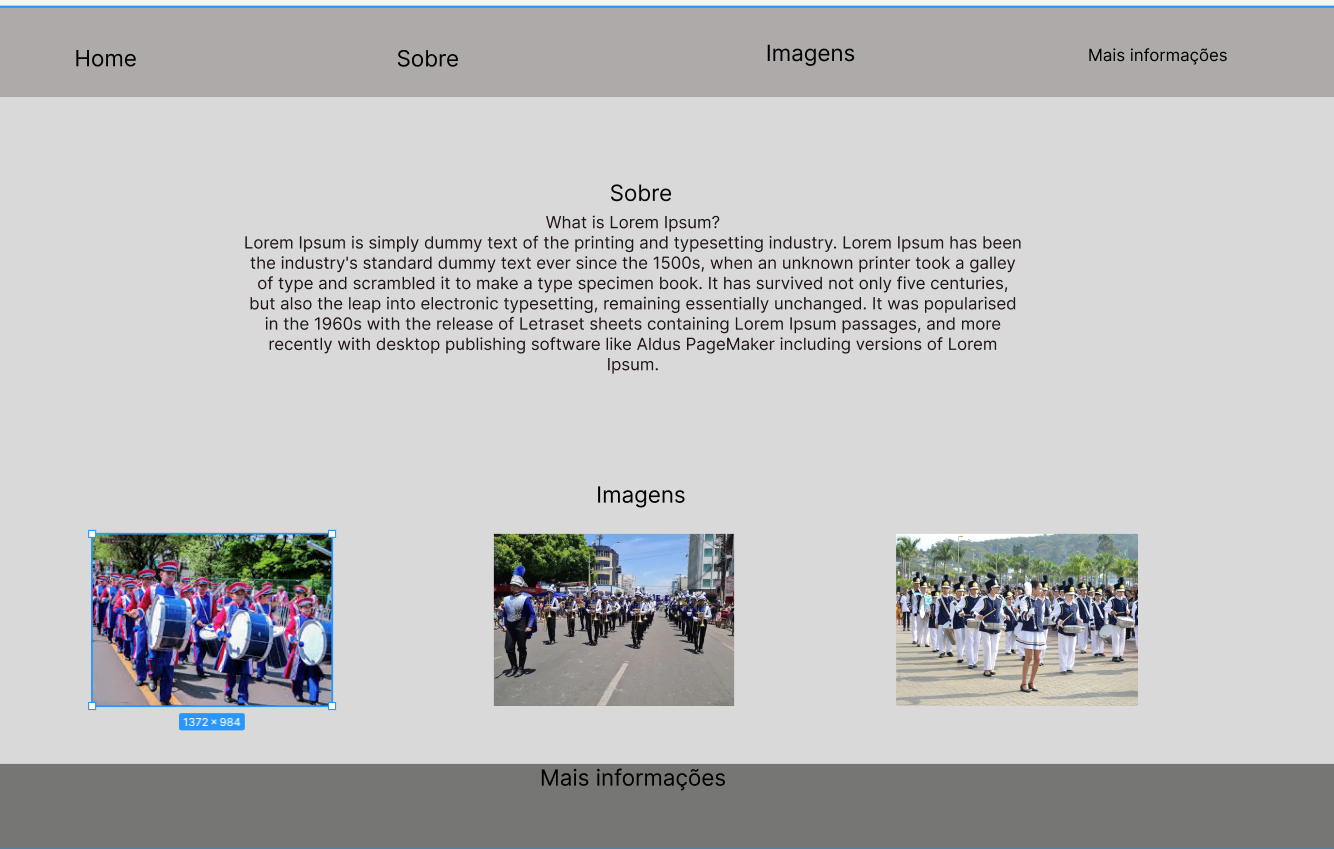 Home
Sobre
Imagens
Mais informações
Sobre
What is Lorem Ipsum?
Lorem Ipsum is simply dummy text of the printing and typesetting industry. Lorem Ipsum has been
the industry's standard dummy text ever since the 1500s, when an unknown printer took a galley
of type and scrambled it to make a type specimen book. It has survived not only five centuries,
but also the leap into electronic typesetting, remaining essentially unchanged. It was popularised
in the 1960s with the release of Letraset sheets containing Lorem Ipsum passages, and more
recently with desktop publishing software like Aldus PageMaker including versions of Lorem
Ipsum.
Imagens
1372 × 984
Mais informações